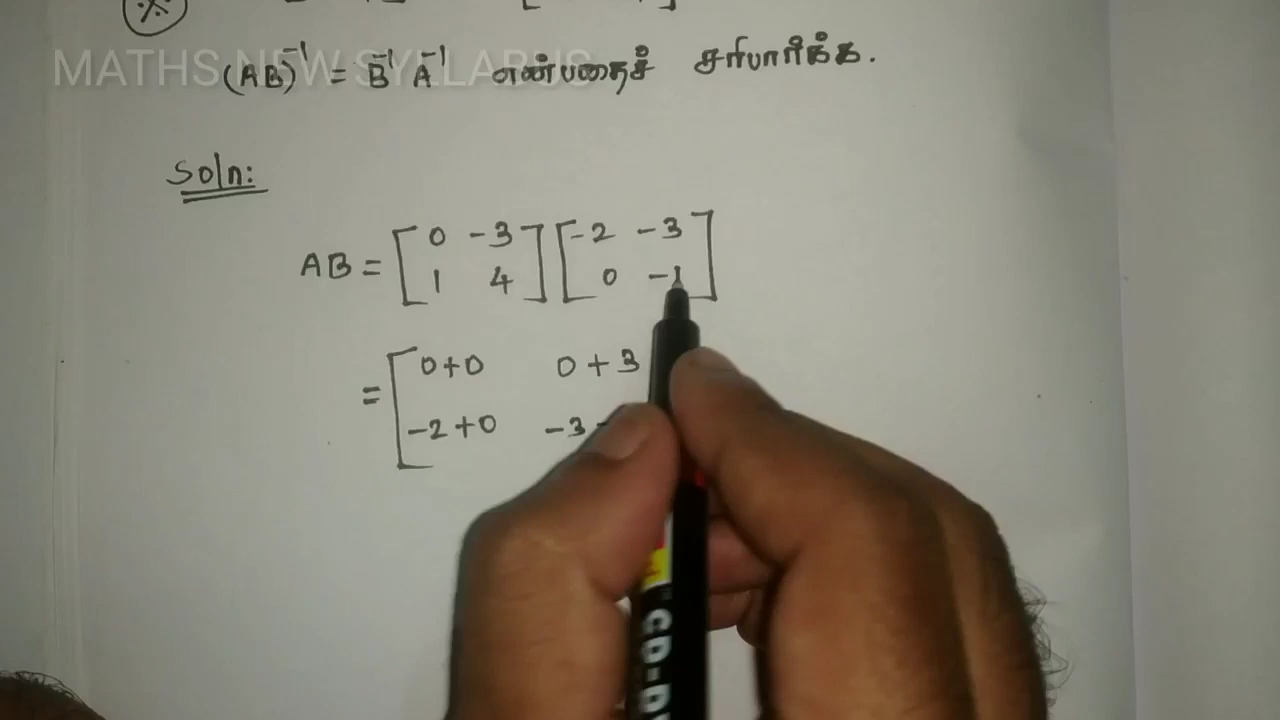 MATHS NEW SYLLABUS
(AB)⁻¹ = B⁻¹ A⁻¹ என்பதைச் சரிபார்க்க.
Soln:
AB = [ 0 -3 ] [ -2 -3 ]
[ 1 4 ] [ 0 -1 ]
= [ 0+0 0+3
-2+0 -3